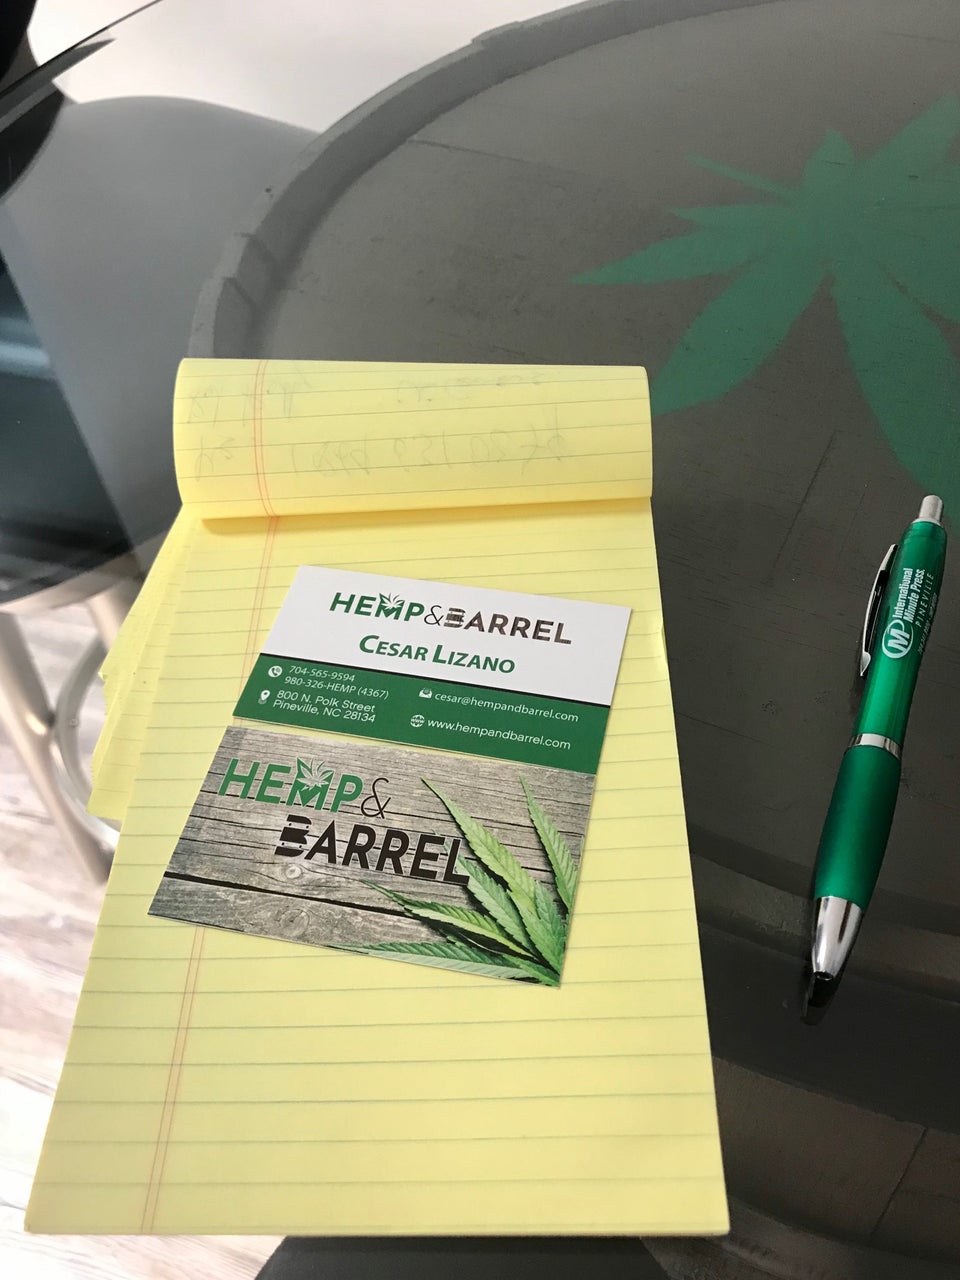 HEMP&BARREL
CESAR LIZANO
704-565-9594
980-326-HEMP (4367)
800 N. Polk Street
Pineville, NC 28134
cesar@hempandbarrel.com
www.hempandbarrel.com
HEMP&
BARREL
International
Minute Press.
PINEVILLE